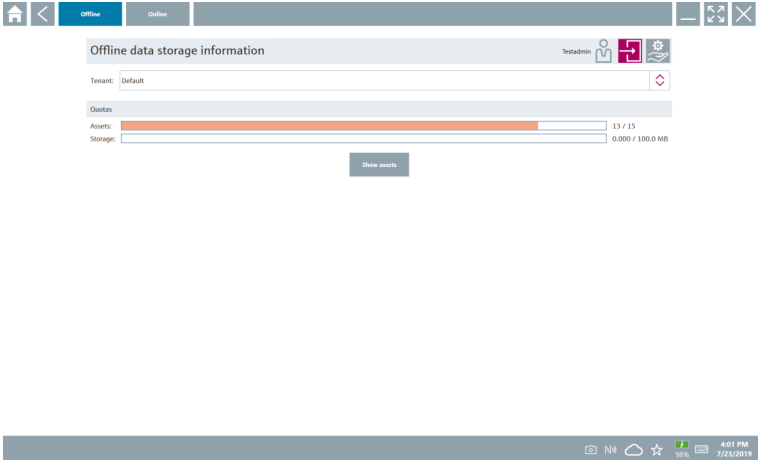 Offline Online
Offline data storage information
Testadmin
Tenant: Default
Quotas
Assets: 13 / 15
Storage: 0.000 / 100.0 MB
Show assets
98%
4:01 PM
7/23/2019